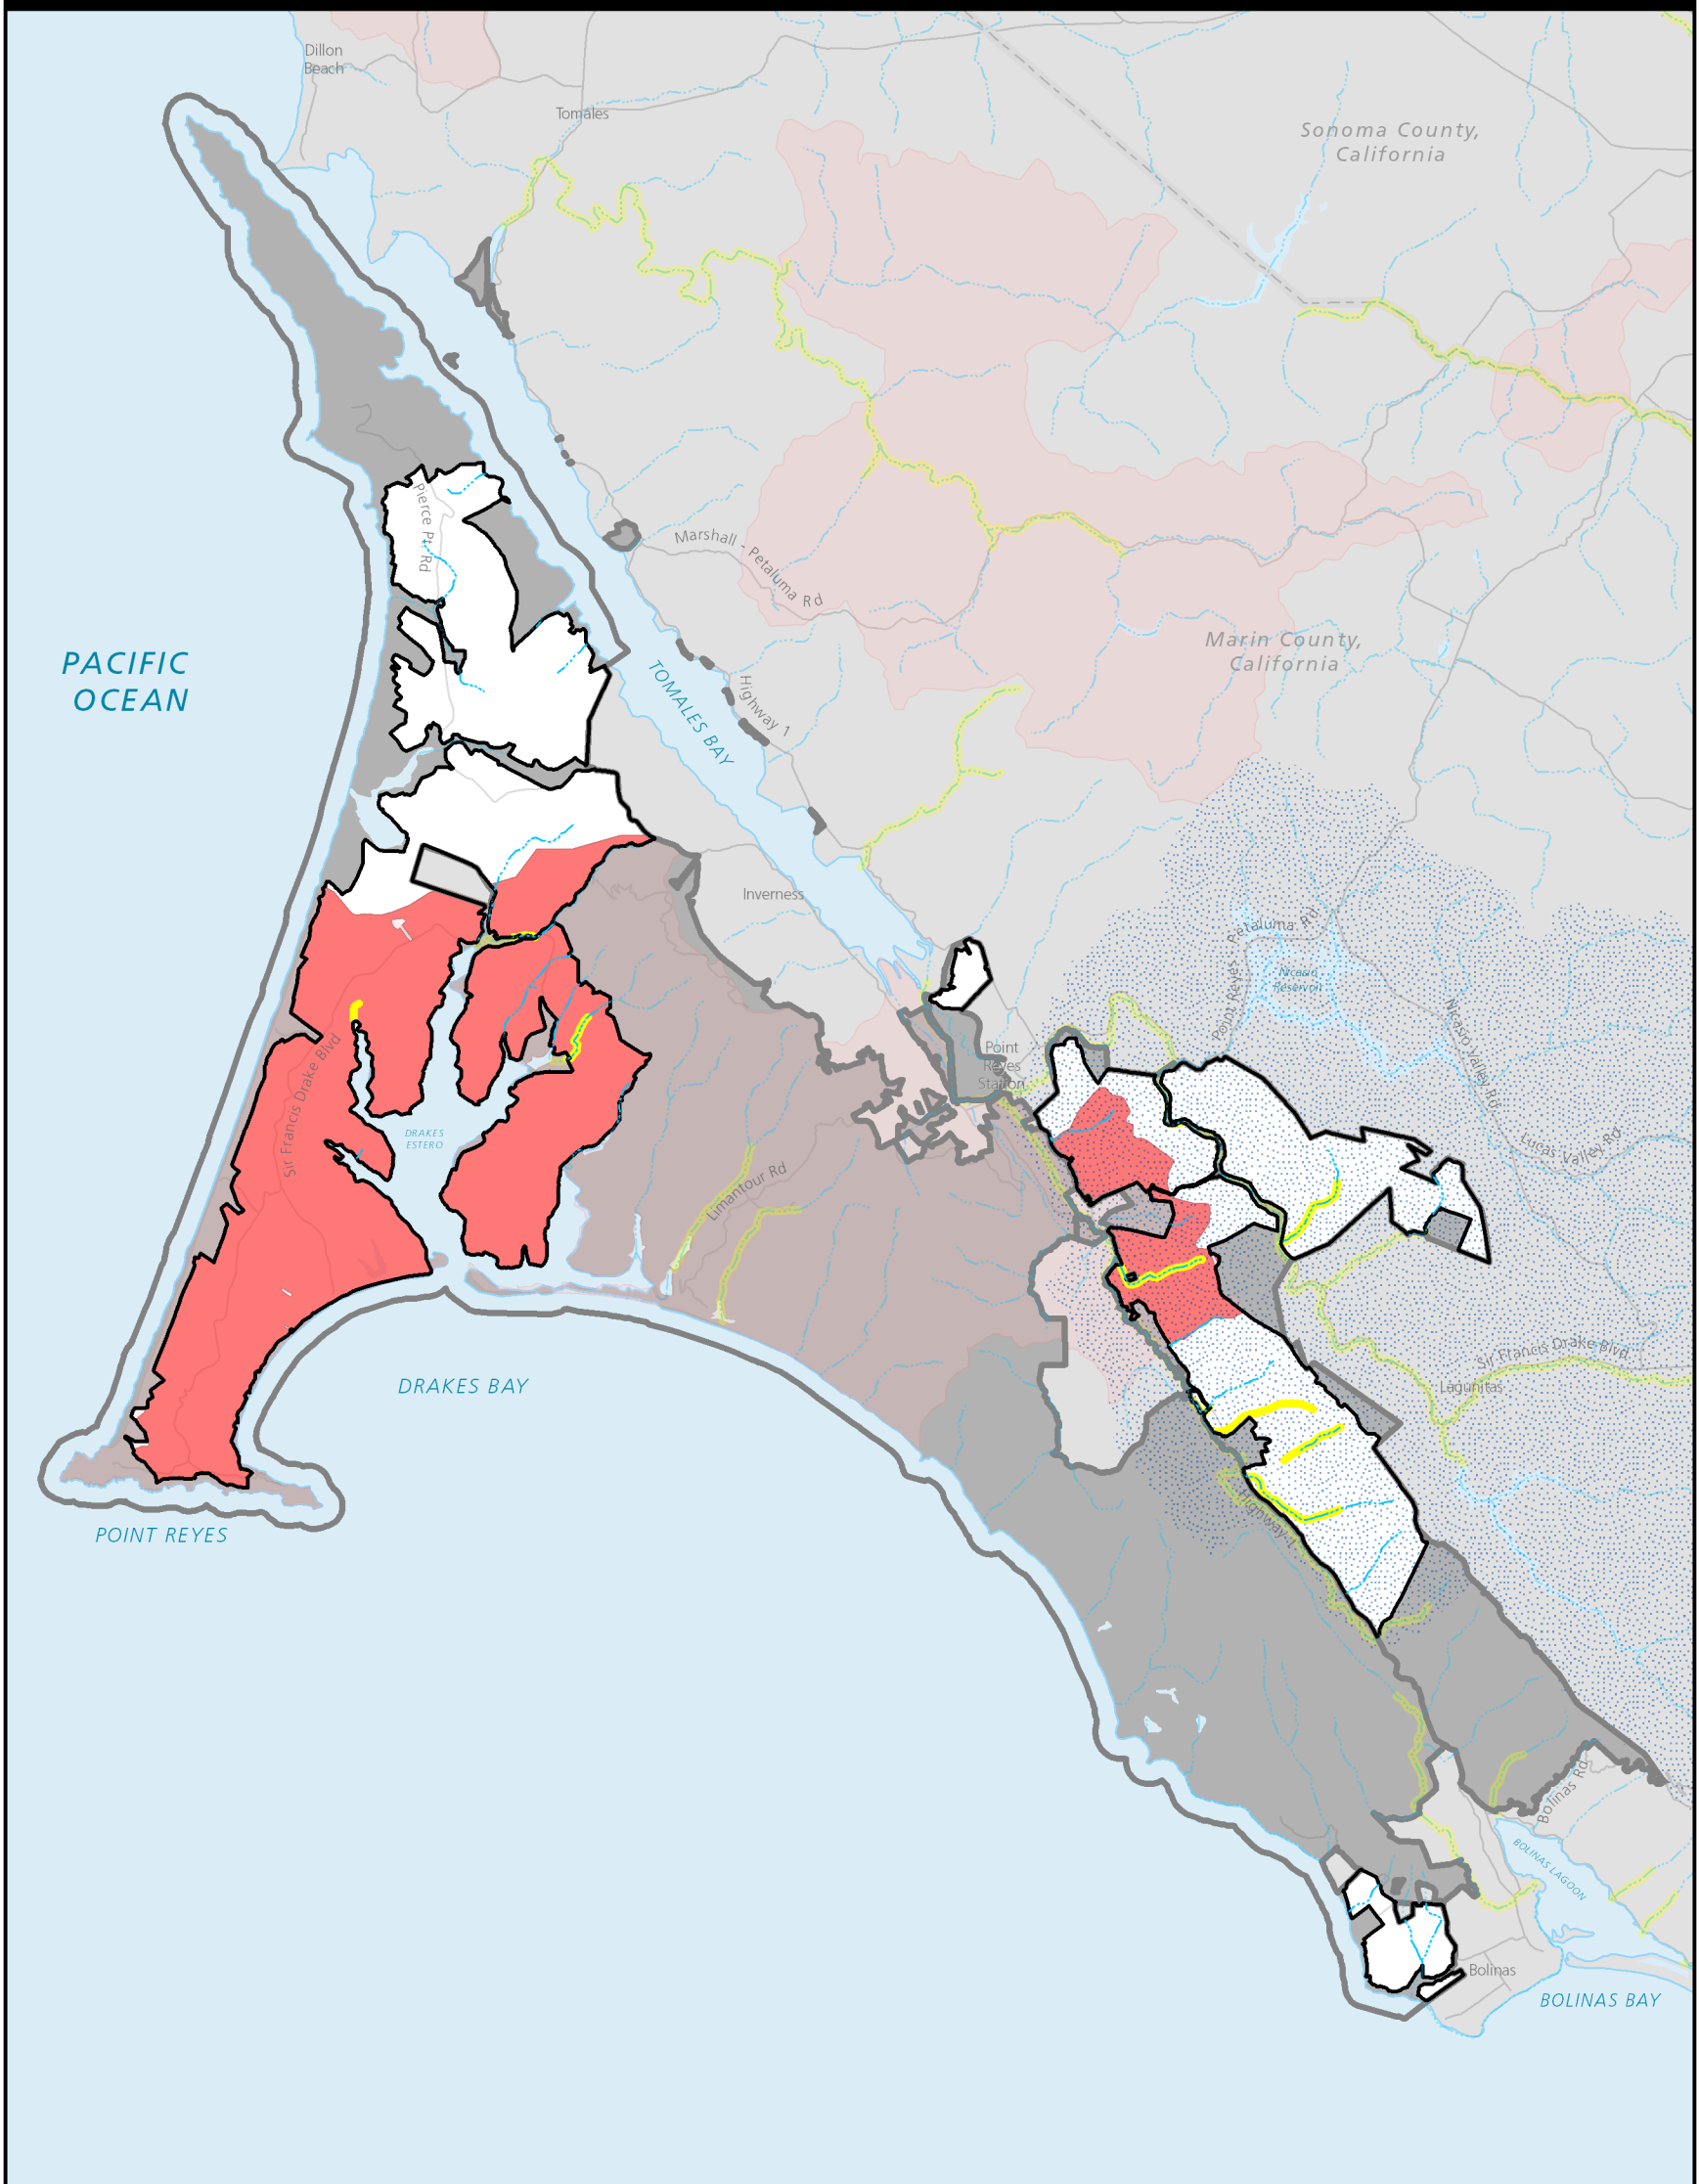 Dillon
Beach
Tomales
Sonoma County,
California
Pierce Pt. Rd
Marshall - Petaluma Rd
Marin County,
California
PACIFIC
OCEAN
TOMALES BAY
Highway 1
Inverness
Point Reyes Petaluma Rd
Nicasio
Reservoir
Nicasio Valley Rd
Point
Reyes
Station
Sir Francis Drake Blvd
DRAKES
ESTERO
Lucas Valley Rd
Limantour Rd
Sir Francis Drake Blvd
Lagunitas
DRAKES BAY
Highway 1
POINT REYES
Bolinas Rd
BOLINAS LAGOON
Bolinas
BOLINAS BAY